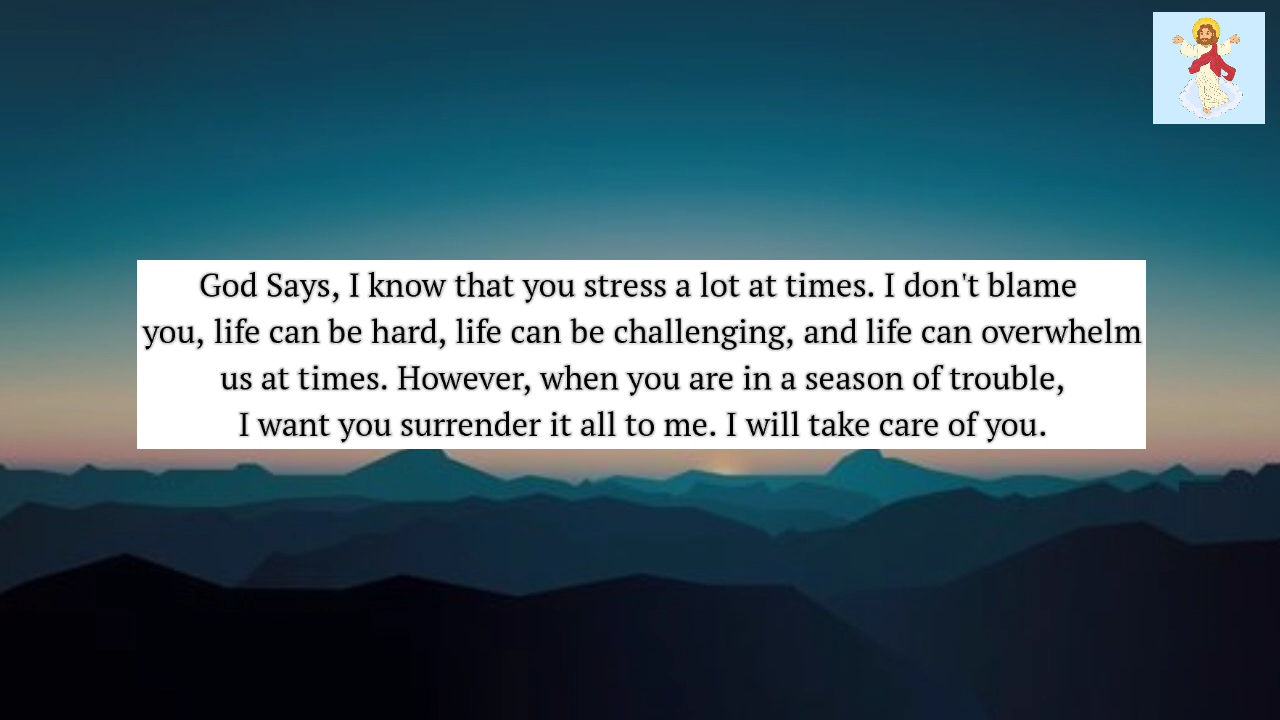 God Says, I know that you stress a lot at times. I don't blame
you, life can be hard, life can be challenging, and life can overwhelm
us at times. However, when you are in a season of trouble,
I want you surrender it all to me. I will take care of you.